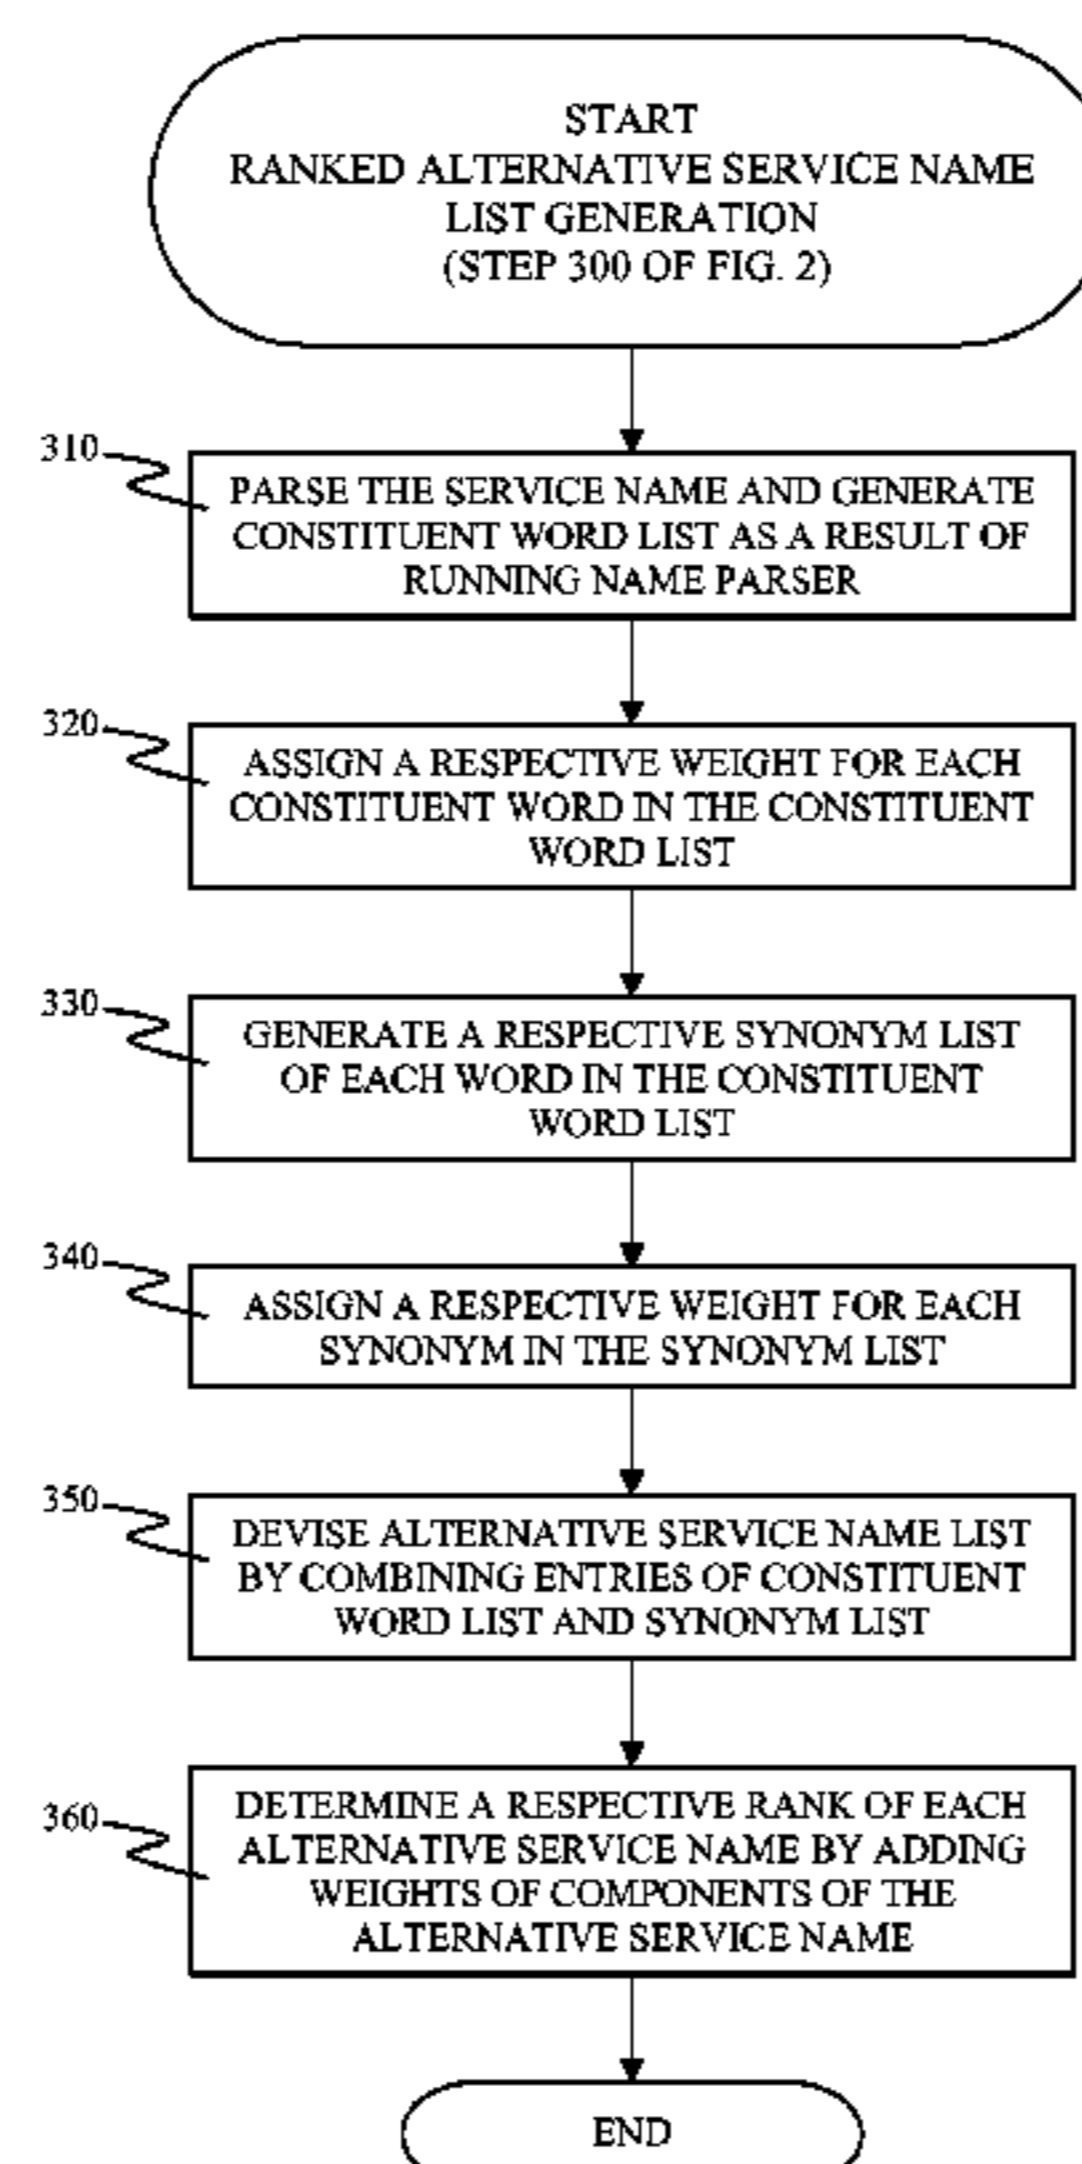 START
RANKED ALTERNATIVE SERVICE NAME
LIST GENERATION
(STEP 300 OF FIG. 2)
310
PARSE THE SERVICE NAME AND GENERATE
CONSTITUENT WORD LIST AS A RESULT OF
RUNNING NAME PARSER
320
ASSIGN A RESPECTIVE WEIGHT FOR EACH
CONSTITUENT WORD IN THE CONSTITUENT
WORD LIST
330
GENERATE A RESPECTIVE SYNONYM LIST
OF EACH WORD IN THE CONSTITUENT
WORD LIST
340
ASSIGN A RESPECTIVE WEIGHT FOR EACH
SYNONYM IN THE SYNONYM LIST
350
DEVISE ALTERNATIVE SERVICE NAME LIST
BY COMBINING ENTRIES OF CONSTITUENT
WORD LIST AND SYNONYM LIST
360
DETERMINE A RESPECTIVE RANK OF EACH
ALTERNATIVE SERVICE NAME BY ADDING
WEIGHTS OF COMPONENTS OF THE
ALTERNATIVE SERVICE NAME
END